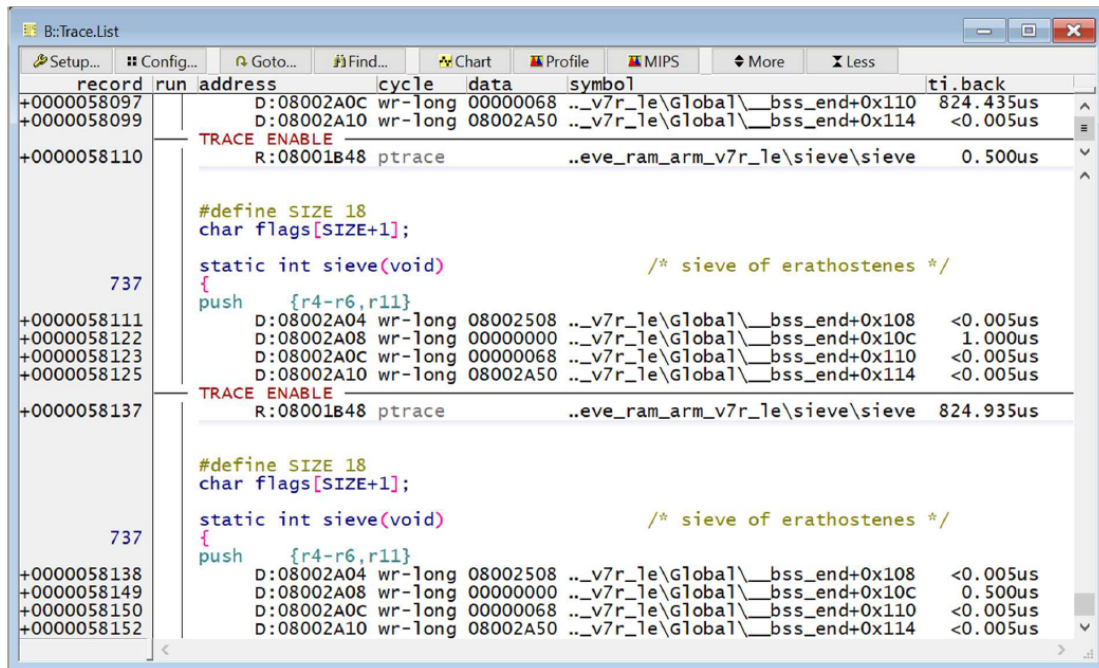 B::Trace.List
Setup... Config... Goto... Find... Chart Profile MIPS More Less
record run address cycle data symbol ti.back
+0000058097 D:08002A0C wr-long 00000068 .._v7r_le\Global\__bss_end+0x110 824.435us
+0000058099 D:08002A10 wr-long 08002A50 .._v7r_le\Global\__bss_end+0x114 <0.005us
TRACE ENABLE
+0000058110 R:08001B48 ptrace ..eve_ram_arm_v7r_le\sieve\sieve 0.500us
#define SIZE 18
char flags[SIZE+1];
static int sieve(void) /* sieve of erathostenes */
737 {
push {r4-r6,r11}
+0000058111 D:08002A04 wr-long 08002508 .._v7r_le\Global\__bss_end+0x108 <0.005us
+0000058122 D:08002A08 wr-long 00000000 .._v7r_le\Global\__bss_end+0x10C 1.000us
+0000058123 D:08002A0C wr-long 00000068 .._v7r_le\Global\__bss_end+0x110 <0.005us
+0000058125 D:08002A10 wr-long 08002A50 .._v7r_le\Global\__bss_end+0x114 <0.005us
TRACE ENABLE
+0000058137 R:08001B48 ptrace ..eve_ram_arm_v7r_le\sieve\sieve 824.935us
#define SIZE 18
char flags[SIZE+1];
static int sieve(void) /* sieve of erathostenes */
737 {
push {r4-r6,r11}
+0000058138 D:08002A04 wr-long 08002508 .._v7r_le\Global\__bss_end+0x108 <0.005us
+0000058149 D:08002A08 wr-long 00000000 .._v7r_le\Global\__bss_end+0x10C 0.500us
+0000058150 D:08002A0C wr-long 00000068 .._v7r_le\Global\__bss_end+0x110 <0.005us
+0000058152 D:08002A10 wr-long 08002A50 .._v7r_le\Global\__bss_end+0x114 <0.005us